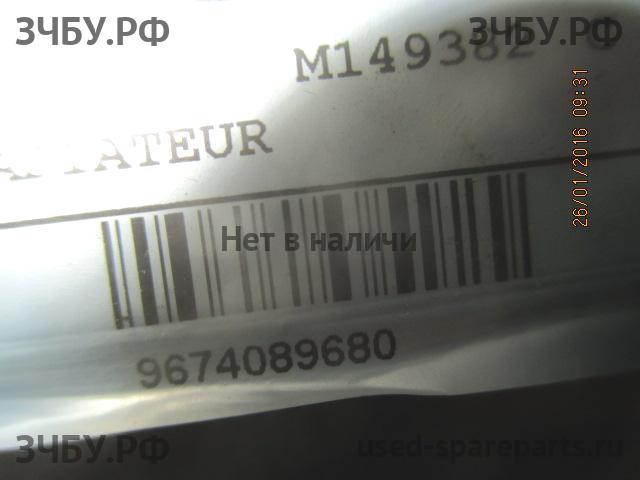 ЗЧБУ.РФ
ЗЧБУ.РФ
M149382
26/01/2016 09:31
Нет в наличи
9674089680
ЗЧБУ.РФ
used-spareparts.ru